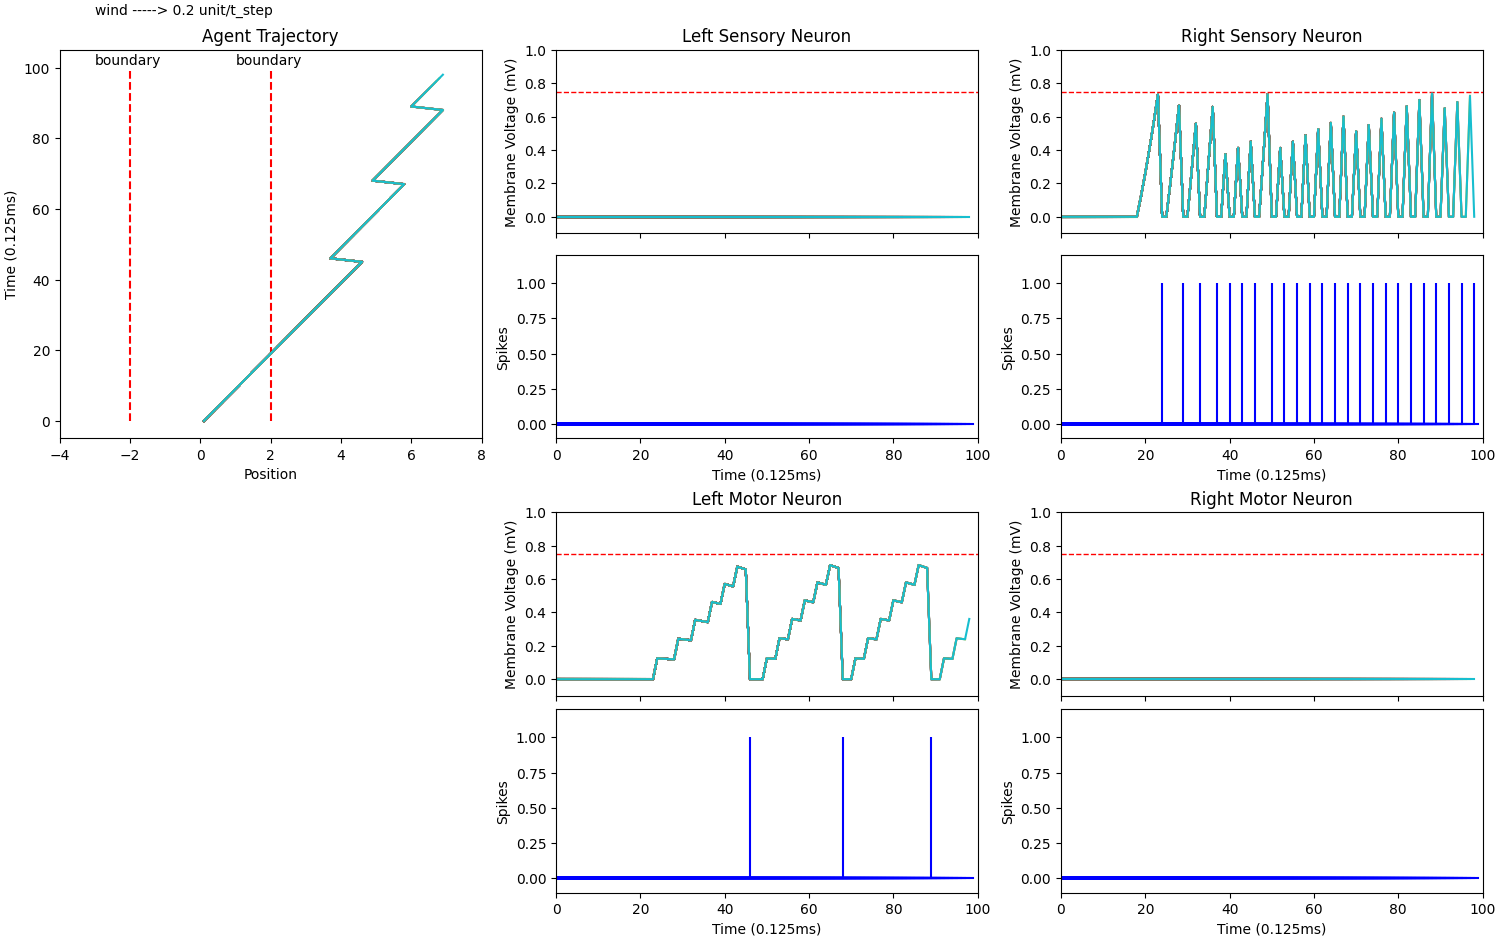 wind -----> 0.2 unit/t_step
Agent Trajectory
boundary boundary
100
80
60
40
20
0
Time (0.125ms)
−4 −2 0 2 4 6 8
Position
Left Sensory Neuron
1.0
0.8
0.6
0.4
0.2
0.0
Membrane Voltage (mV)
1.00
0.75
0.50
0.25
0.00
Spikes
0 20 40 60 80 100
Time (0.125ms)
Right Sensory Neuron
1.0
0.8
0.6
0.4
0.2
0.0
Membrane Voltage (mV)
1.00
0.75
0.50
0.25
0.00
Spikes
0 20 40 60 80 100
Time (0.125ms)
Left Motor Neuron
1.0
0.8
0.6
0.4
0.2
0.0
Membrane Voltage (mV)
1.00
0.75
0.50
0.25
0.00
Spikes
0 20 40 60 80 100
Time (0.125ms)
Right Motor Neuron
1.0
0.8
0.6
0.4
0.2
0.0
Membrane Voltage (mV)
1.00
0.75
0.50
0.25
0.00
Spikes
0 20 40 60 80 100
Time (0.125ms)